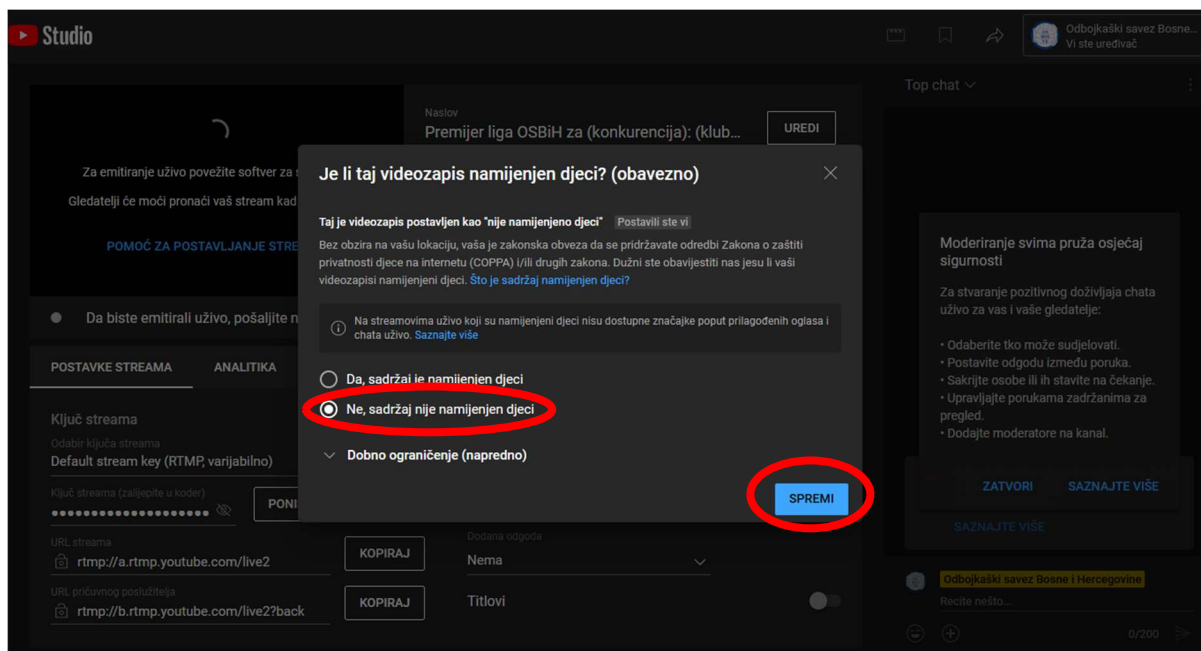 Studio
Odbojkaški savez Bosne...
Vi ste uređivač
Top chat
Naslov
Premijer liga OSBiH za (konkurencija): (klub...
UREDI
Za emitiranje uživo povežite softver za
Gledatelji će moći pronaći vaš stream kad
POMOĆ ZA POSTAVLJANJE STRE
Da biste emitirali uživo, pošaljite n
POSTAVKE STREAMA
ANALITIKA
Ključ streama
Odabir ključa streama
Default stream key (RTMP, varijabilno)
Ključ streama (zalijepite u koder)
••••••••••••••••••••
PONI
URL streama
rtmp://a.rtmp.youtube.com/live2
KOPIRAJ
URL pričuvnog poslužitelja
rtmp://b.rtmp.youtube.com/live2?back
KOPIRAJ
Dodana odgoda
Nema
Titlovi
Je li taj videozapis namijenjen djeci? (obavezno)
Taj je videozapis postavljen kao "nije namijenjeno djeci" Postavili ste vi
Bez obzira na vašu lokaciju, vaša je zakonska obveza da se pridržavate odredbi Zakona o zaštiti
privatnosti djece na internetu (COPPA) i/ili drugih zakona. Dužni ste obavijestiti nas jesu li vaši
videozapisi namijenjeni djeci. Što je sadržaj namijenjen djeci?
Na streamovima uživo koji su namijenjeni djeci nisu dostupne značajke poput prilagođenih oglasa i
chata uživo. Saznajte više
Da, sadržaj je namijenjen djeci
Ne, sadržaj nije namijenjen djeci
Dobno ograničenje (napredno)
SPREMI
Moderiranje svima pruža osjećaj
sigurnosti
Za stvaranje pozitivnog doživljaja chata
uživo za vas i vaše gledatelje:
• Odaberite tko može sudjelovati.
• Postavite odgodu između poruka.
• Sakrijte osobe ili ih stavite na čekanje.
• Upravljajte porukama zadržanima za
pregled.
• Dodajte moderatore na kanal.
ZATVORI
SAZNAJTE VIŠE
SAZNAJTE VIŠE
Odbojkaški savez Bosne i Hercegovine
Recite nešto...
0/200